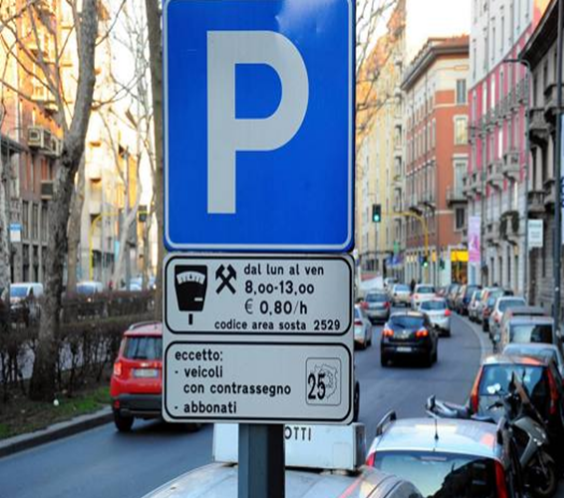 P
dal lun al ven
8,00-13,00
€ 0,80/h
codice area sosta 2529
eccetto:
- veicoli
con contrassegno
- abbonati
25
OTTI